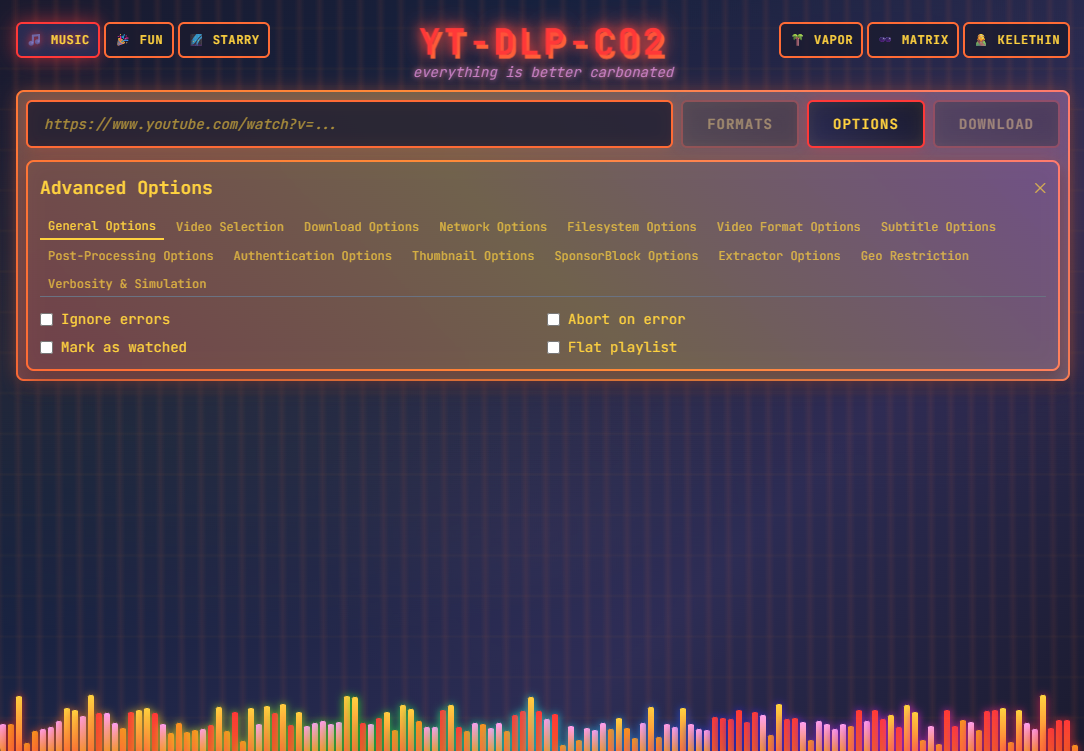 MUSIC FUN STARRY YT-DLP-CO2 VAPOR MATRIX KELETHIN
everything is better carbonated
https://www.youtube.com/watch?v=... FORMATS OPTIONS DOWNLOAD
Advanced Options ×
General Options Video Selection Download Options Network Options Filesystem Options Video Format Options Subtitle Options
Post-Processing Options Authentication Options Thumbnail Options SponsorBlock Options Extractor Options Geo Restriction
Verbosity & Simulation
Ignore errors Abort on error
Mark as watched Flat playlist